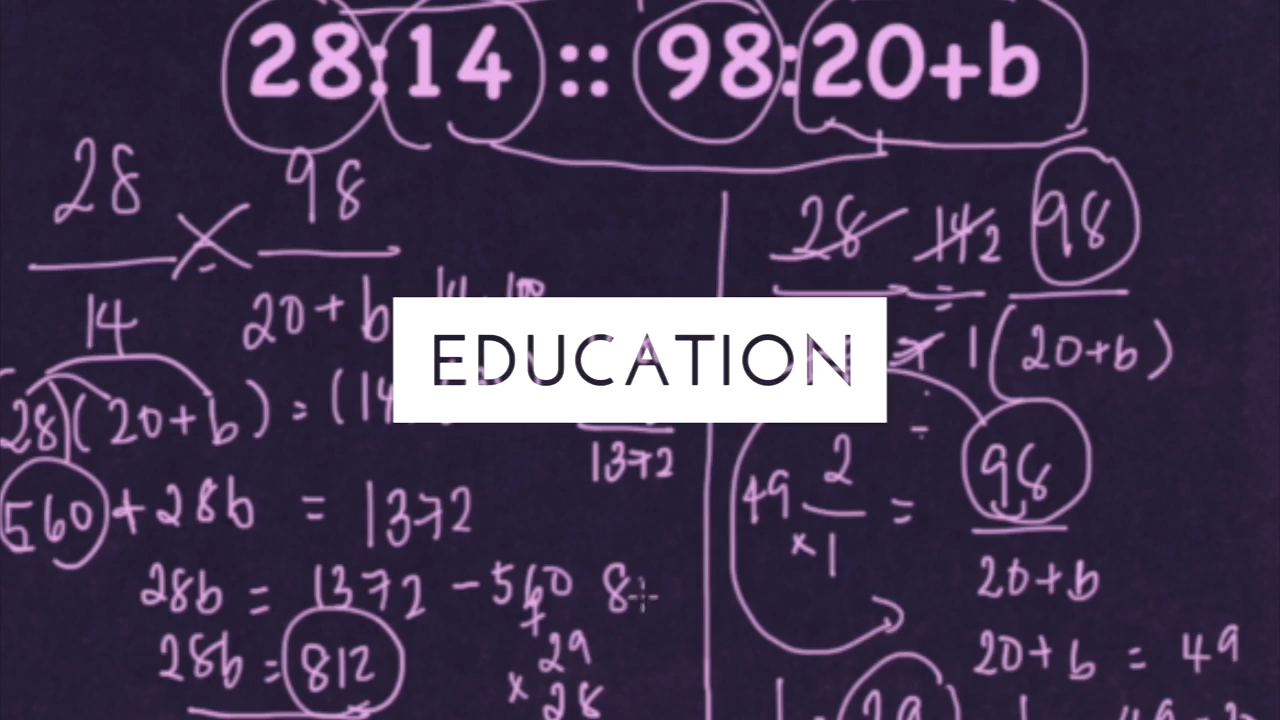 28:14 :: 98:20+b
28 98
14 20 + b
28 (20+b) = (14
1372
560 + 28b = 1372
28b = 1372 - 560
28b = 812
29
× 28
28 14 2 98
1 (20+b)
EDUCATION
49 2 = 98
× 1 20+b
20+b = 49
29